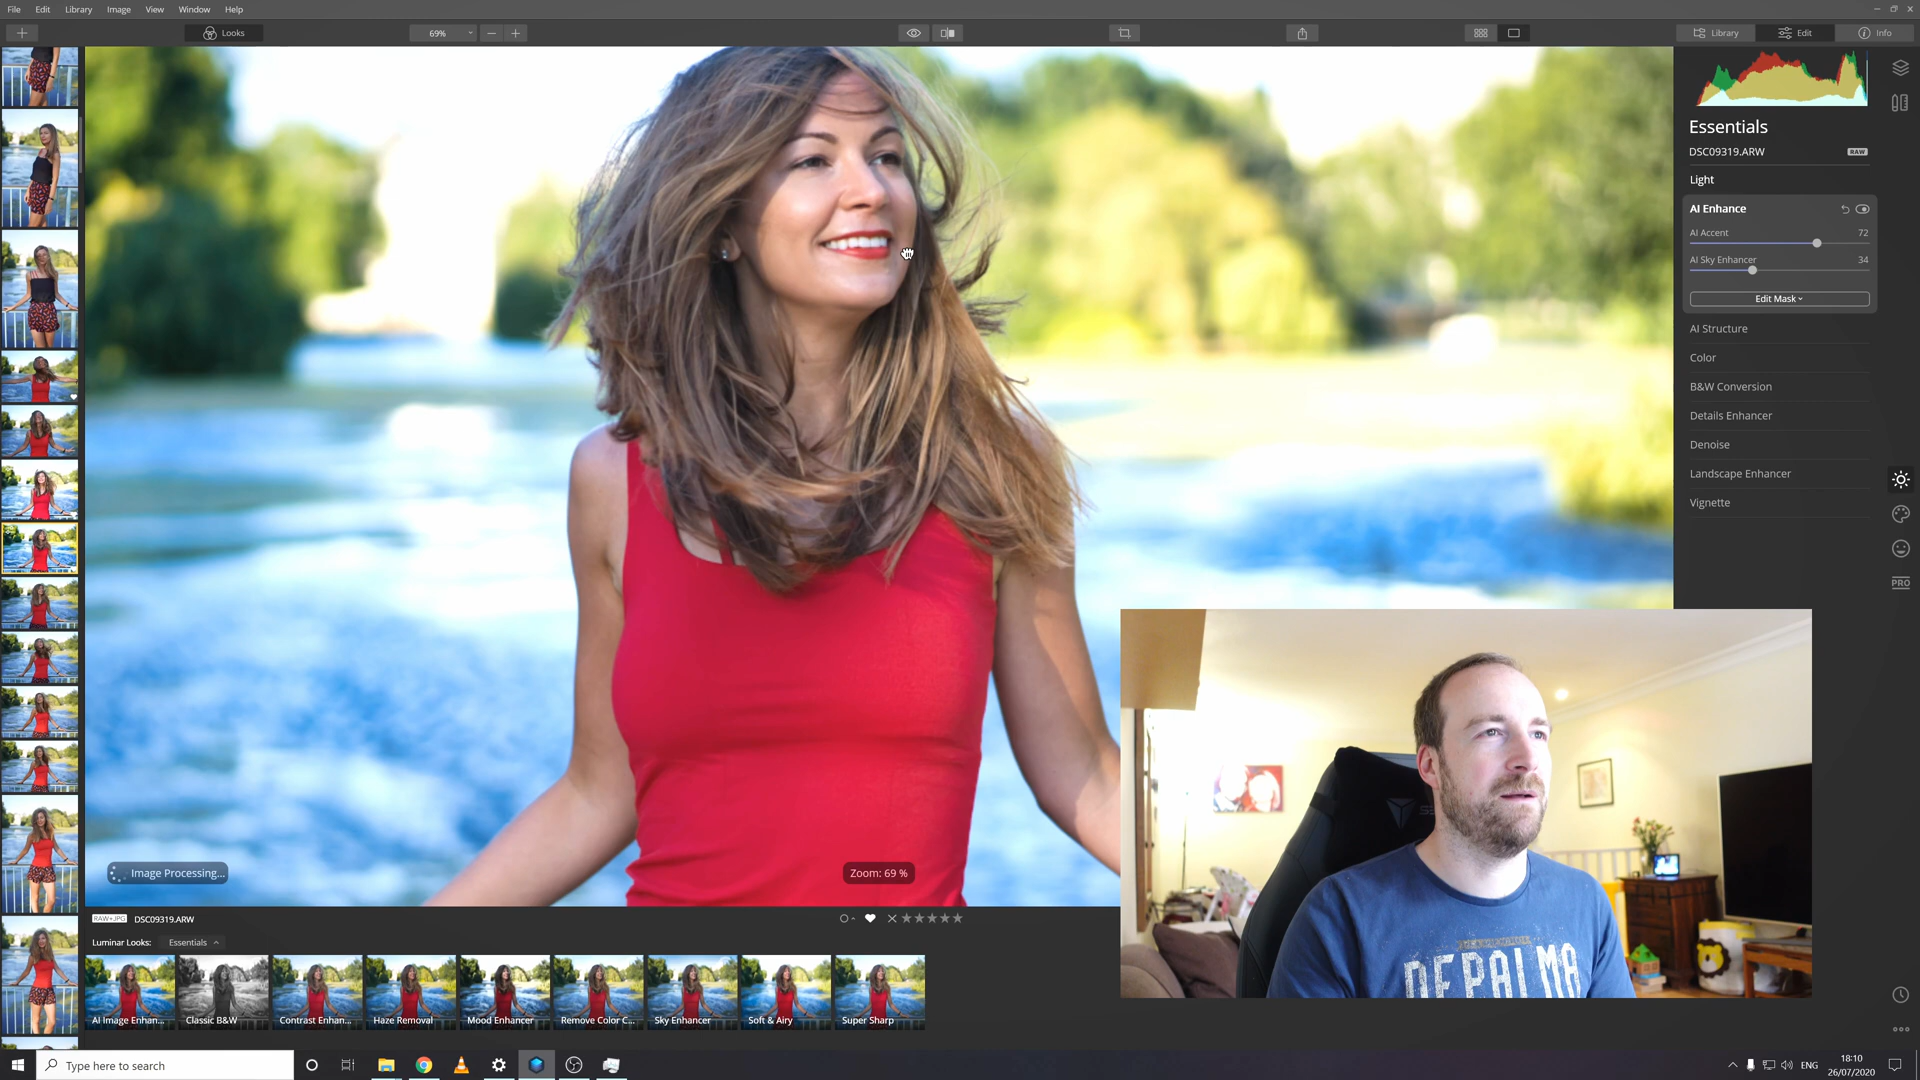 File Edit Library Image View Window Help
Looks 69% Library Edit Info
Essentials
DSC09319.ARW RAW
Light
AI Enhance
AI Accent 72
AI Sky Enhancer 34
Edit Mask
AI Structure
Color
B&W Conversion
Details Enhancer
Denoise
Landscape Enhancer
Vignette
PRO
Image Processing...
Zoom: 69 %
DEPALMA
RAW+JPG DSC09319.ARW
Luminar Looks: Essentials
AI Image Enhan... Classic B&W Contrast Enhan... Haze Removal Mood Enhancer Remove Color C... Sky Enhancer Soft & Airy Super Sharp
Type here to search
ENG
18:10
26/07/2020